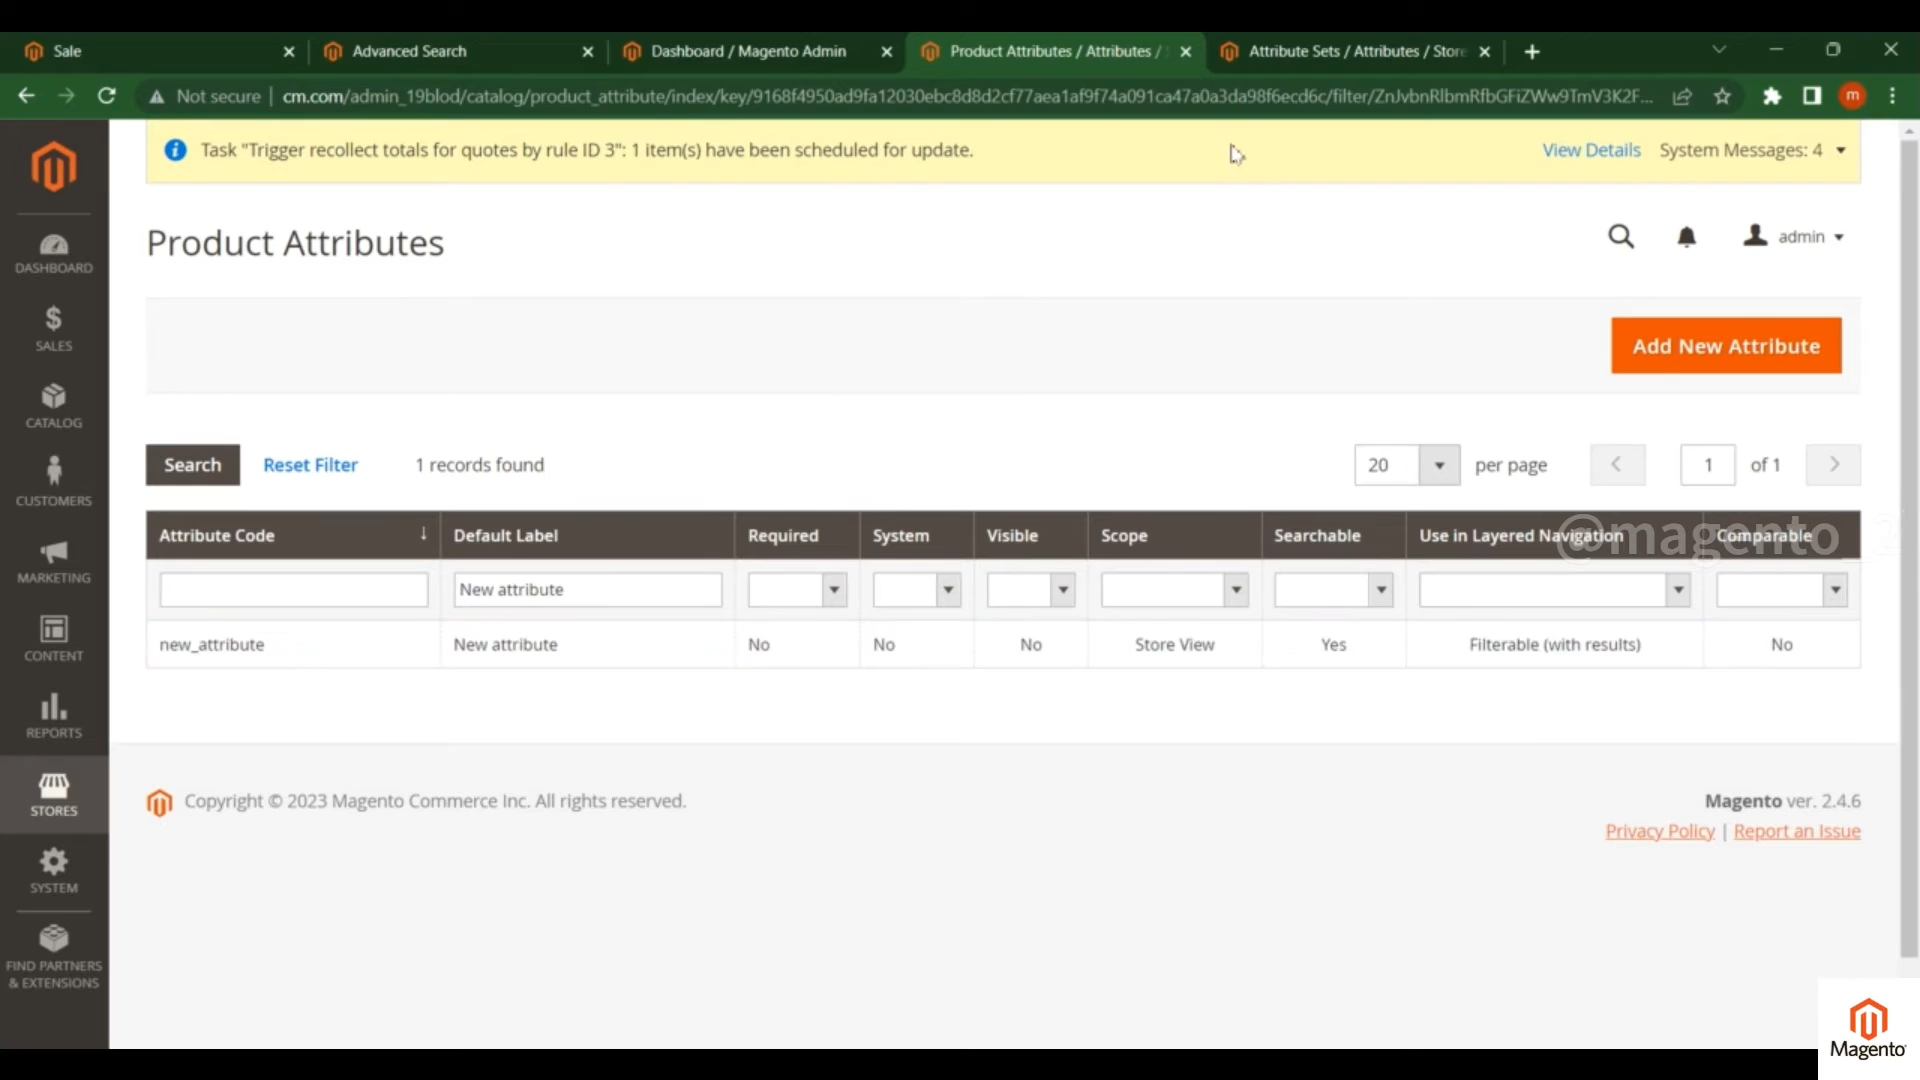 Sale
Advanced Search
Dashboard / Magento Admin
Product Attributes / Attributes /
Attribute Sets / Attributes / Store
Not secure
cm.com/admin_19blod/catalog/product_attribute/index/key/9168f4950ad9fa12030ebc8d8d2cf77aea1af9f74a091ca47a0a3da98f6ecd6c/filter/ZnJvbnRlbmRfbGFiZWw9TmV3K2F...
m
Task "Trigger recollect totals for quotes by rule ID 3": 1 item(s) have been scheduled for update.
View Details
System Messages: 4
Product Attributes
admin
DASHBOARD
SALES
CATALOG
CUSTOMERS
MARKETING
CONTENT
REPORTS
STORES
SYSTEM
FIND PARTNERS
& EXTENSIONS
Add New Attribute
Search
Reset Filter
1 records found
20
per page
1
of 1
Attribute Code ↓ Default Label Required System Visible Scope Searchable Use in Layered Navigation Comparable
@magento
New attribute
new_attribute New attribute No No No Store View Yes Filterable (with results) No
Copyright © 2023 Magento Commerce Inc. All rights reserved.
Magento ver. 2.4.6
Privacy Policy | Report an Issue
Magento